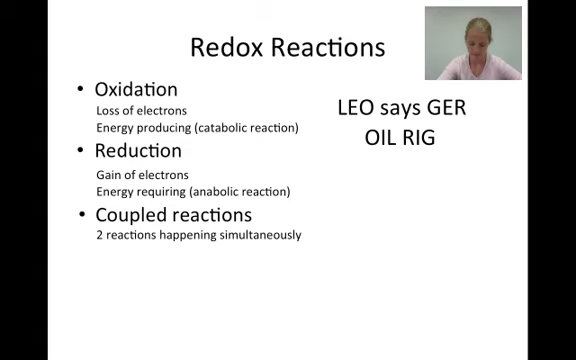 Redox Reactions
• Oxidation
Loss of electrons
Energy producing (catabolic reaction)
• Reduction
Gain of electrons
Energy requiring (anabolic reaction)
• Coupled reactions
2 reactions happening simultaneously
LEO says GER
OIL RIG